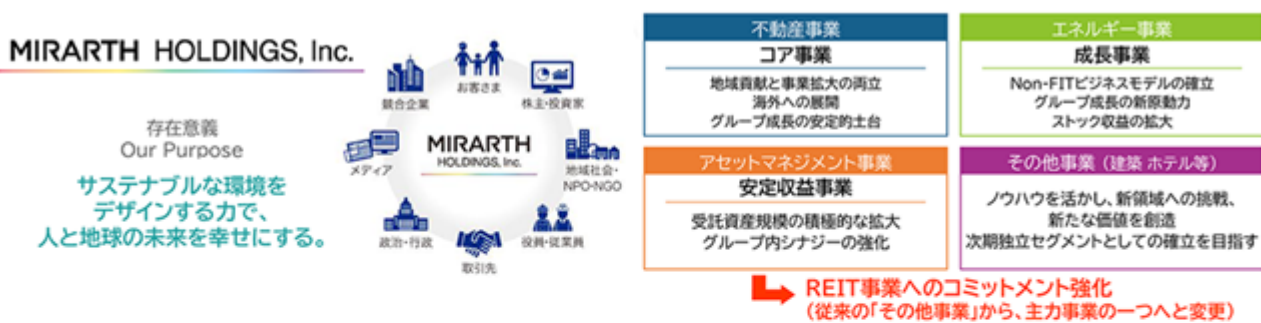 MIRARTH HOLDINGS, Inc.
存在意義
Our Purpose
サステナブルな環境を
デザインする力で、
人と地球の未来を幸せにする。
お客さま
株主・投資家
地域社会・
NPO・NGO
役員・従業員
取引先
政治・行政
メディア
競合企業
MIRARTH
HOLDINGS, Inc.
不動産事業
コア事業
地域貢献と事業拡大の両立
海外への展開
グループ成長の安定的土台
エネルギー事業
成長事業
Non-FITビジネスモデルの確立
グループ成長の新原動力
ストック収益の拡大
アセットマネジメント事業
安定収益事業
受託資産規模の積極的な拡大
グループ内シナジーの強化
その他事業（建築 ホテル等）
ノウハウを活かし、新領域への挑戦、
新たな価値を創造
次期独立セグメントとしての確立を目指す
REIT事業へのコミットメント強化
（従来の「その他事業」から、主力事業の一つへと変更）